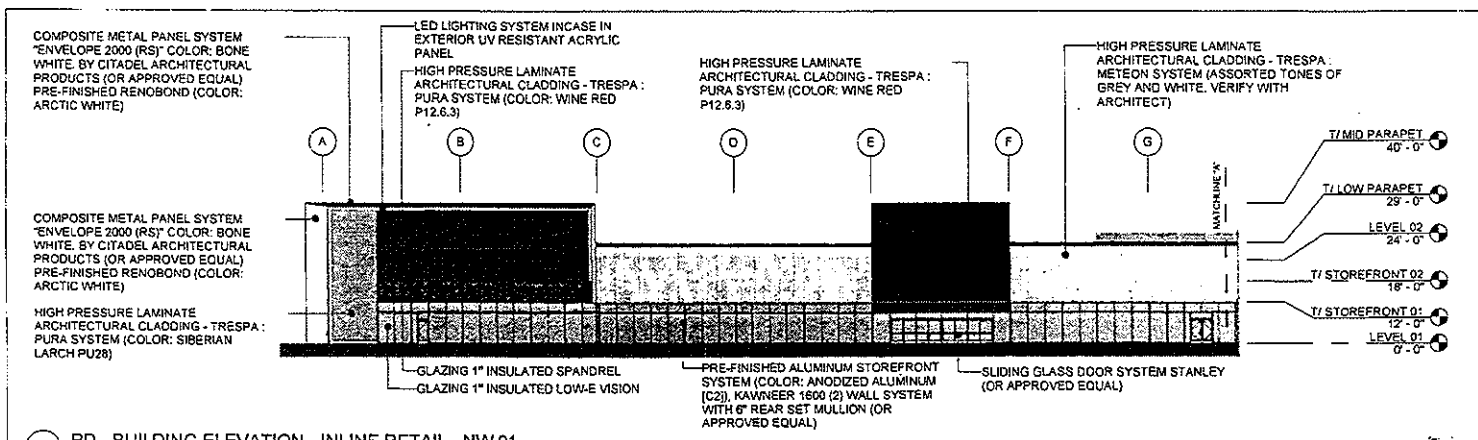 COMPOSITE METAL PANEL SYSTEM
"ENVELOPE 2000 (RS)" COLOR: BONE
WHITE. BY CITADEL ARCHITECTURAL
PRODUCTS (OR APPROVED EQUAL)
PRE-FINISHED RENOBOND (COLOR:
ARCTIC WHITE)
LED LIGHTING SYSTEM INCASE IN
EXTERIOR UV RESISTANT ACRYLIC
PANEL
HIGH PRESSURE LAMINATE
ARCHITECTURAL CLADDING - TRESPA :
PURA SYSTEM (COLOR: WINE RED
P12.6.3)
HIGH PRESSURE LAMINATE
ARCHITECTURAL CLADDING - TRESPA :
PURA SYSTEM (COLOR: WINE RED
P12.6.3)
HIGH PRESSURE LAMINATE
ARCHITECTURAL CLADDING - TRESPA :
METEON SYSTEM (ASSORTED TONES OF
GREY AND WHITE. VERIFY WITH
ARCHITECT)
A
B
C
D
E
F
G
T/ MID PARAPET
40' - 0"
T/ LOW PARAPET
29' - 0"
LEVEL 02
24' - 0"
T/ STOREFRONT 02
18' - 0"
T/ STOREFRONT 01
12' - 0"
LEVEL 01
0' - 0"
MATCHLINE "A"
COMPOSITE METAL PANEL SYSTEM
"ENVELOPE 2000 (RS)" COLOR: BONE
WHITE. BY CITADEL ARCHITECTURAL
PRODUCTS (OR APPROVED EQUAL)
PRE-FINISHED RENOBOND (COLOR:
ARCTIC WHITE)
HIGH PRESSURE LAMINATE
ARCHITECTURAL CLADDING - TRESPA :
PURA SYSTEM (COLOR: SIBERIAN
LARCH PU28)
GLAZING 1" INSULATED SPANDREL
GLAZING 1" INSULATED LOW-E VISION
PRE-FINISHED ALUMINUM STOREFRONT
SYSTEM (COLOR: ANODIZED ALUMINUM
[C2]), KAWNEER 1600 (2) WALL SYSTEM
WITH 6" REAR SET MULLION (OR
APPROVED EQUAL)
SLIDING GLASS DOOR SYSTEM STANLEY
(OR APPROVED EQUAL)
BUILDING ELEVATION - INLINE RETAIL - NW 01